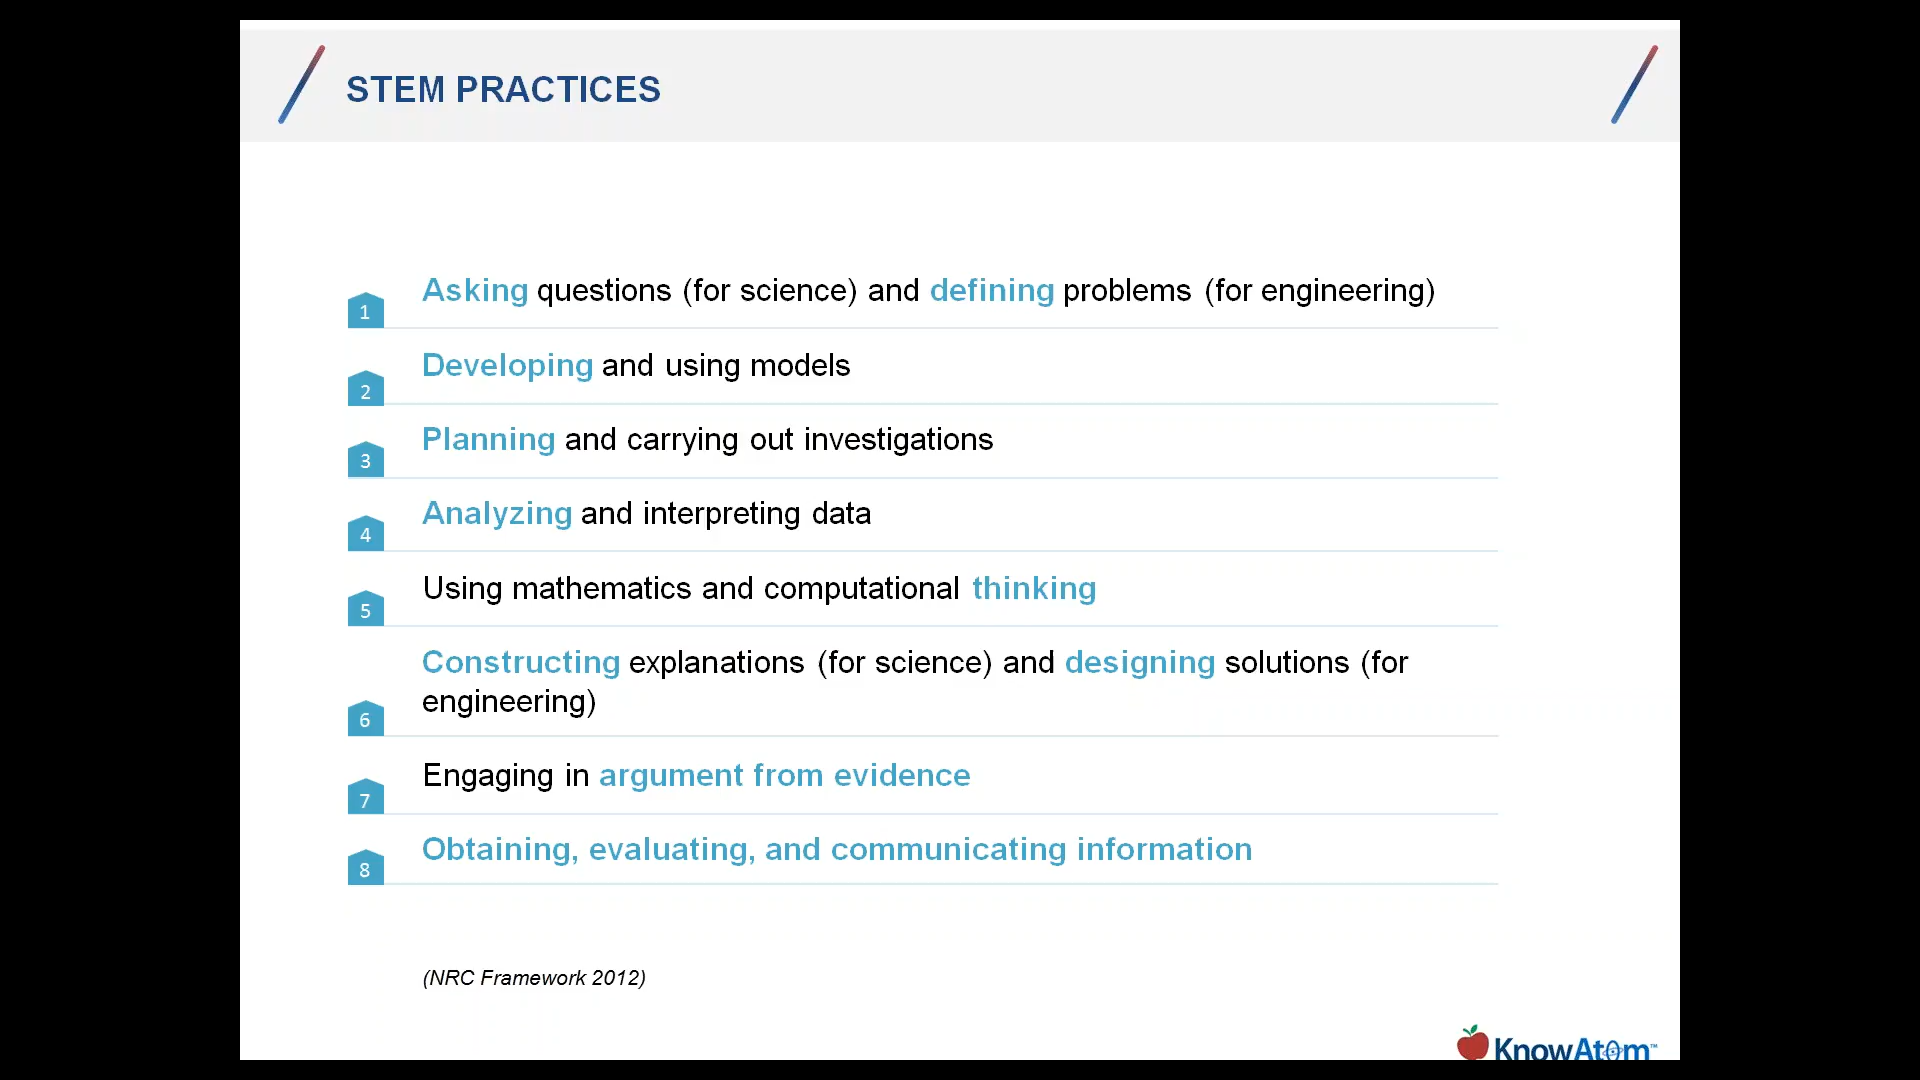 STEM PRACTICES
1 Asking questions (for science) and defining problems (for engineering)
2 Developing and using models
3 Planning and carrying out investigations
4 Analyzing and interpreting data
5 Using mathematics and computational thinking
6 Constructing explanations (for science) and designing solutions (for
engineering)
7 Engaging in argument from evidence
8 Obtaining, evaluating, and communicating information
(NRC Framework 2012)
KnowAtom™